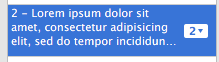 2 – Lorem ipsum dolor sit
amet, consectetur adipisicing
elit, sed do tempor incididun...
2